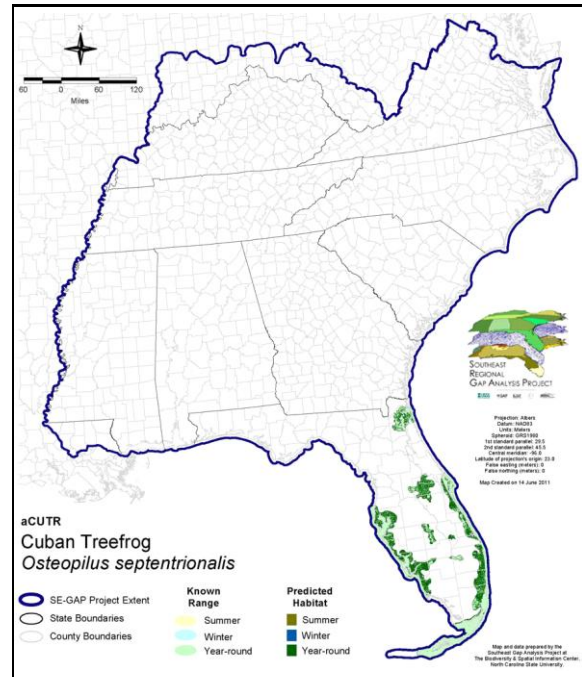 N
60 30 0 60 120
Miles
SOUTHEAST
REGIONAL
GAP ANALYSIS PROJECT
USGS
Projection: Albers
Datum: NAD83
Units: Meters
Spheroid: GRS1980
1st standard parallel: 29.5
2nd standard parallel: 45.5
Central meridian: -96.0
Latitude of projection's origin: 23.0
False easting (meters): 0
False northing (meters): 0
Map Created on 14 June 2011
aCUTR
Cuban Treefrog
Osteopilus septentrionalis
SE-GAP Project Extent
State Boundaries
County Boundaries
Known
Range
Summer
Winter
Year-round
Predicted
Habitat
Summer
Winter
Year-round
Map and data prepared by the
Southeast Gap Analysis Project at
The Biodiversity & Spatial Information Center,
North Carolina State University.